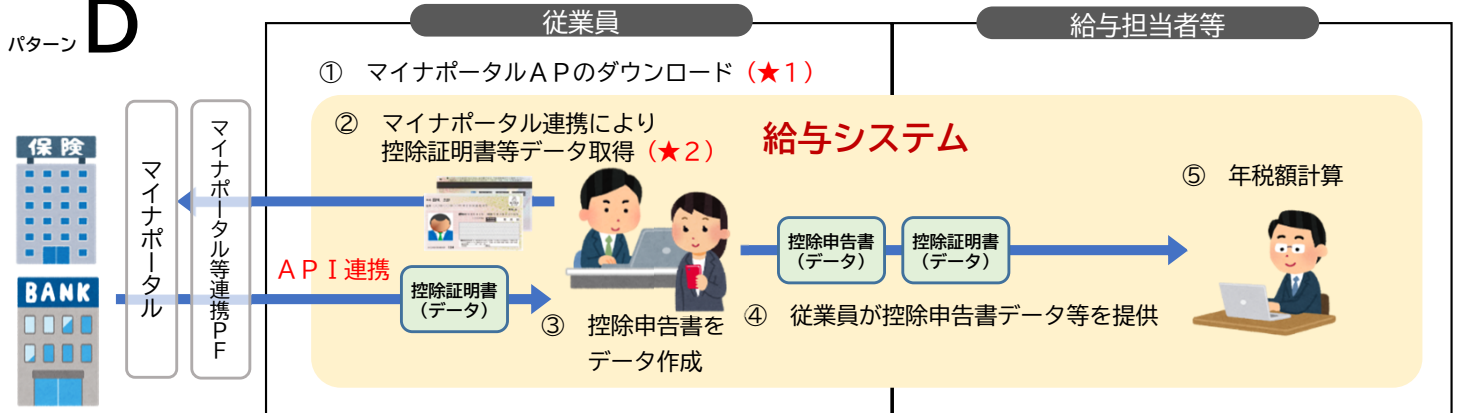 パターン D
従業員
給与担当者等
① マイナポータルAPのダウンロード（★１）
② マイナポータル連携により
控除証明書等データ取得（★２）
給与システム
保険
BANK
マイナポータル
マイナポータル等連携PF
API連携
控除証明書
（データ）
③ 控除申告書を
データ作成
控除申告書
（データ）
控除証明書
（データ）
④ 従業員が控除申告書データ等を提供
⑤ 年税額計算